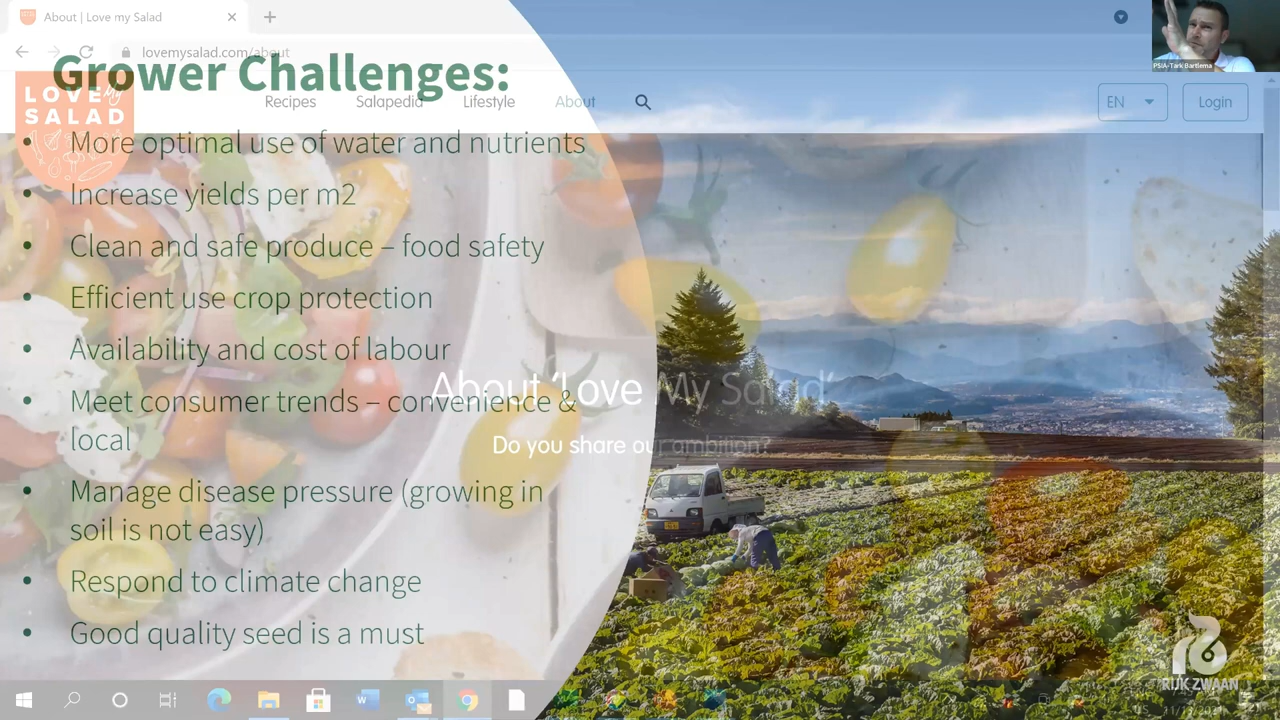 About | Love my Salad
lovemysalad.com/about
PSIA-Tark Bartlema
Grower Challenges:
LOVE my
SALAD
Recipes
Salapedia
Lifestyle
About
EN
Login
• More optimal use of water and nutrients
• Increase yields per m2
• Clean and safe produce – food safety
• Efficient use crop protection
• Availability and cost of labour
• Meet consumer trends – convenience &
local
• Manage disease pressure (growing in
soil is not easy)
• Respond to climate change
• Good quality seed is a must
About ‘Love My Salad’
Do you share our ambition?
RIJK ZWAAN